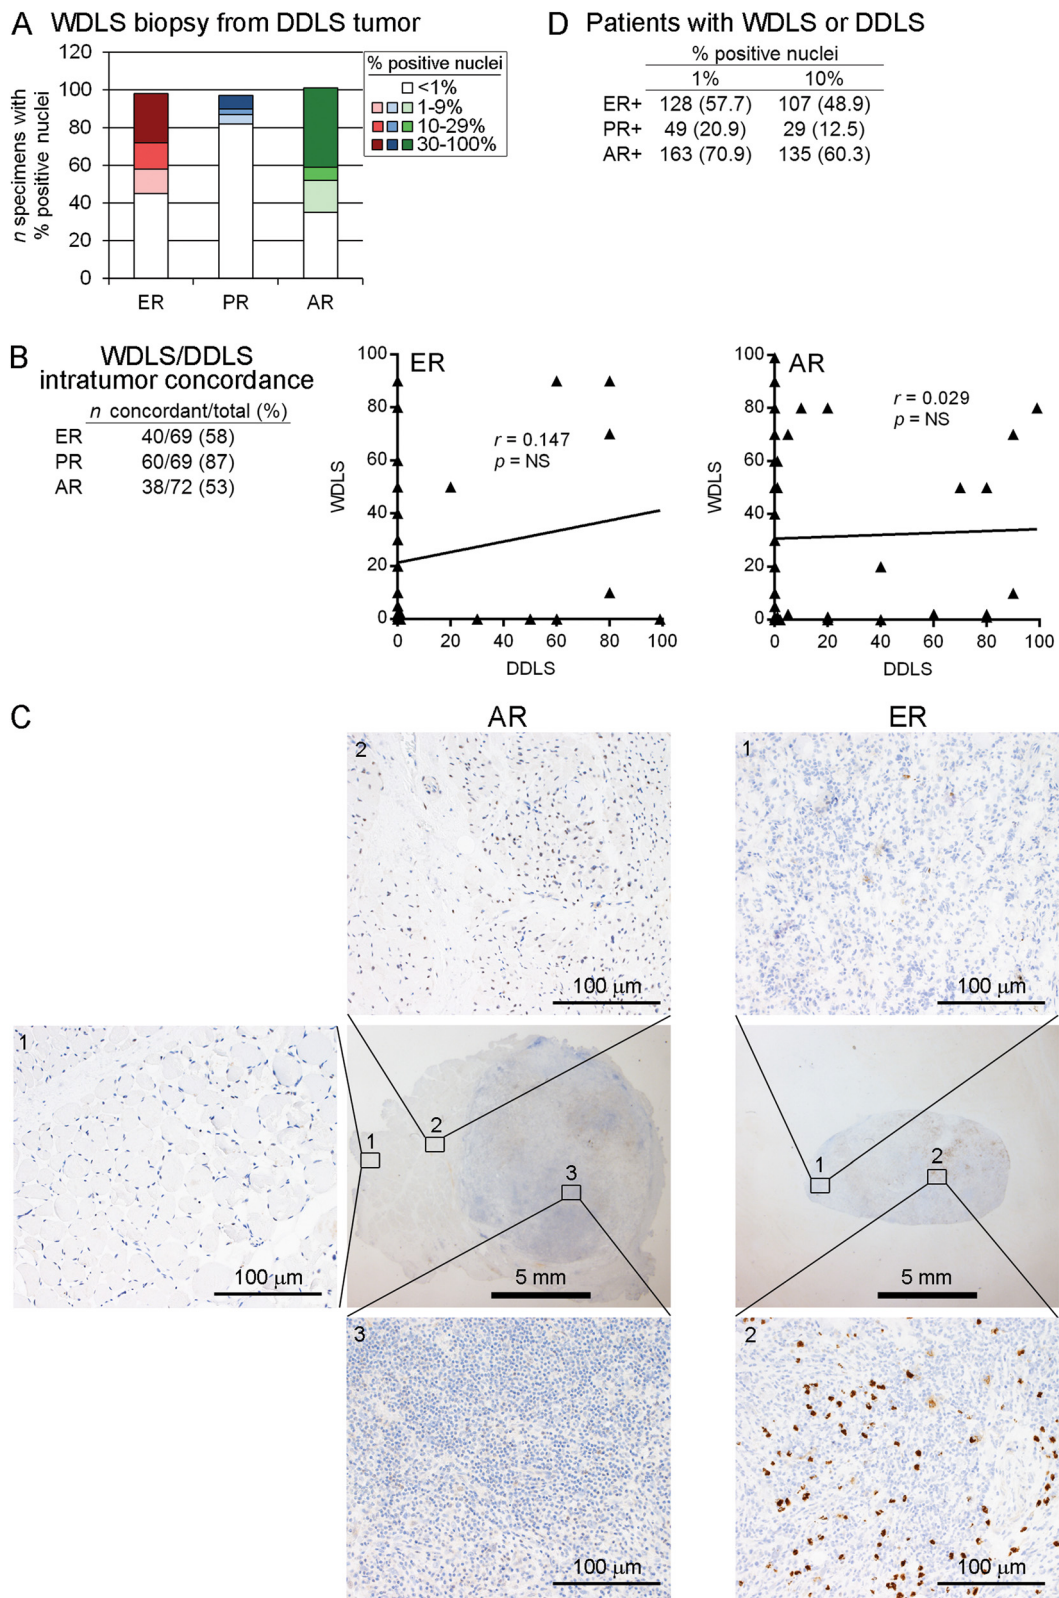 A WDLS biopsy from DDLS tumor
120
100
80
60
40
20
0
n specimens with
% positive nuclei
ER PR AR
% positive nuclei
<1%
1-9%
10-29%
30-100%
D Patients with WDLS or DDLS
% positive nuclei
1% 10%
ER+ 128 (57.7) 107 (48.9)
PR+ 49 (20.9) 29 (12.5)
AR+ 163 (70.9) 135 (60.3)
B WDLS/DDLS
intratumor concordance
n concordant/total (%)
ER 40/69 (58)
PR 60/69 (87)
AR 38/72 (53)
ER
100
80
60
40
20
0
WDLS
r = 0.147
p = NS
0 20 40 60 80 100
DDLS
AR
100
80
60
40
20
0
WDLS
r = 0.029
p = NS
0 20 40 60 80 100
DDLS
C
AR
ER
2
100 µm
1
100 µm
1
100 µm
1
2
3
5 mm
1
2
5 mm
3
100 µm
2
100 µm